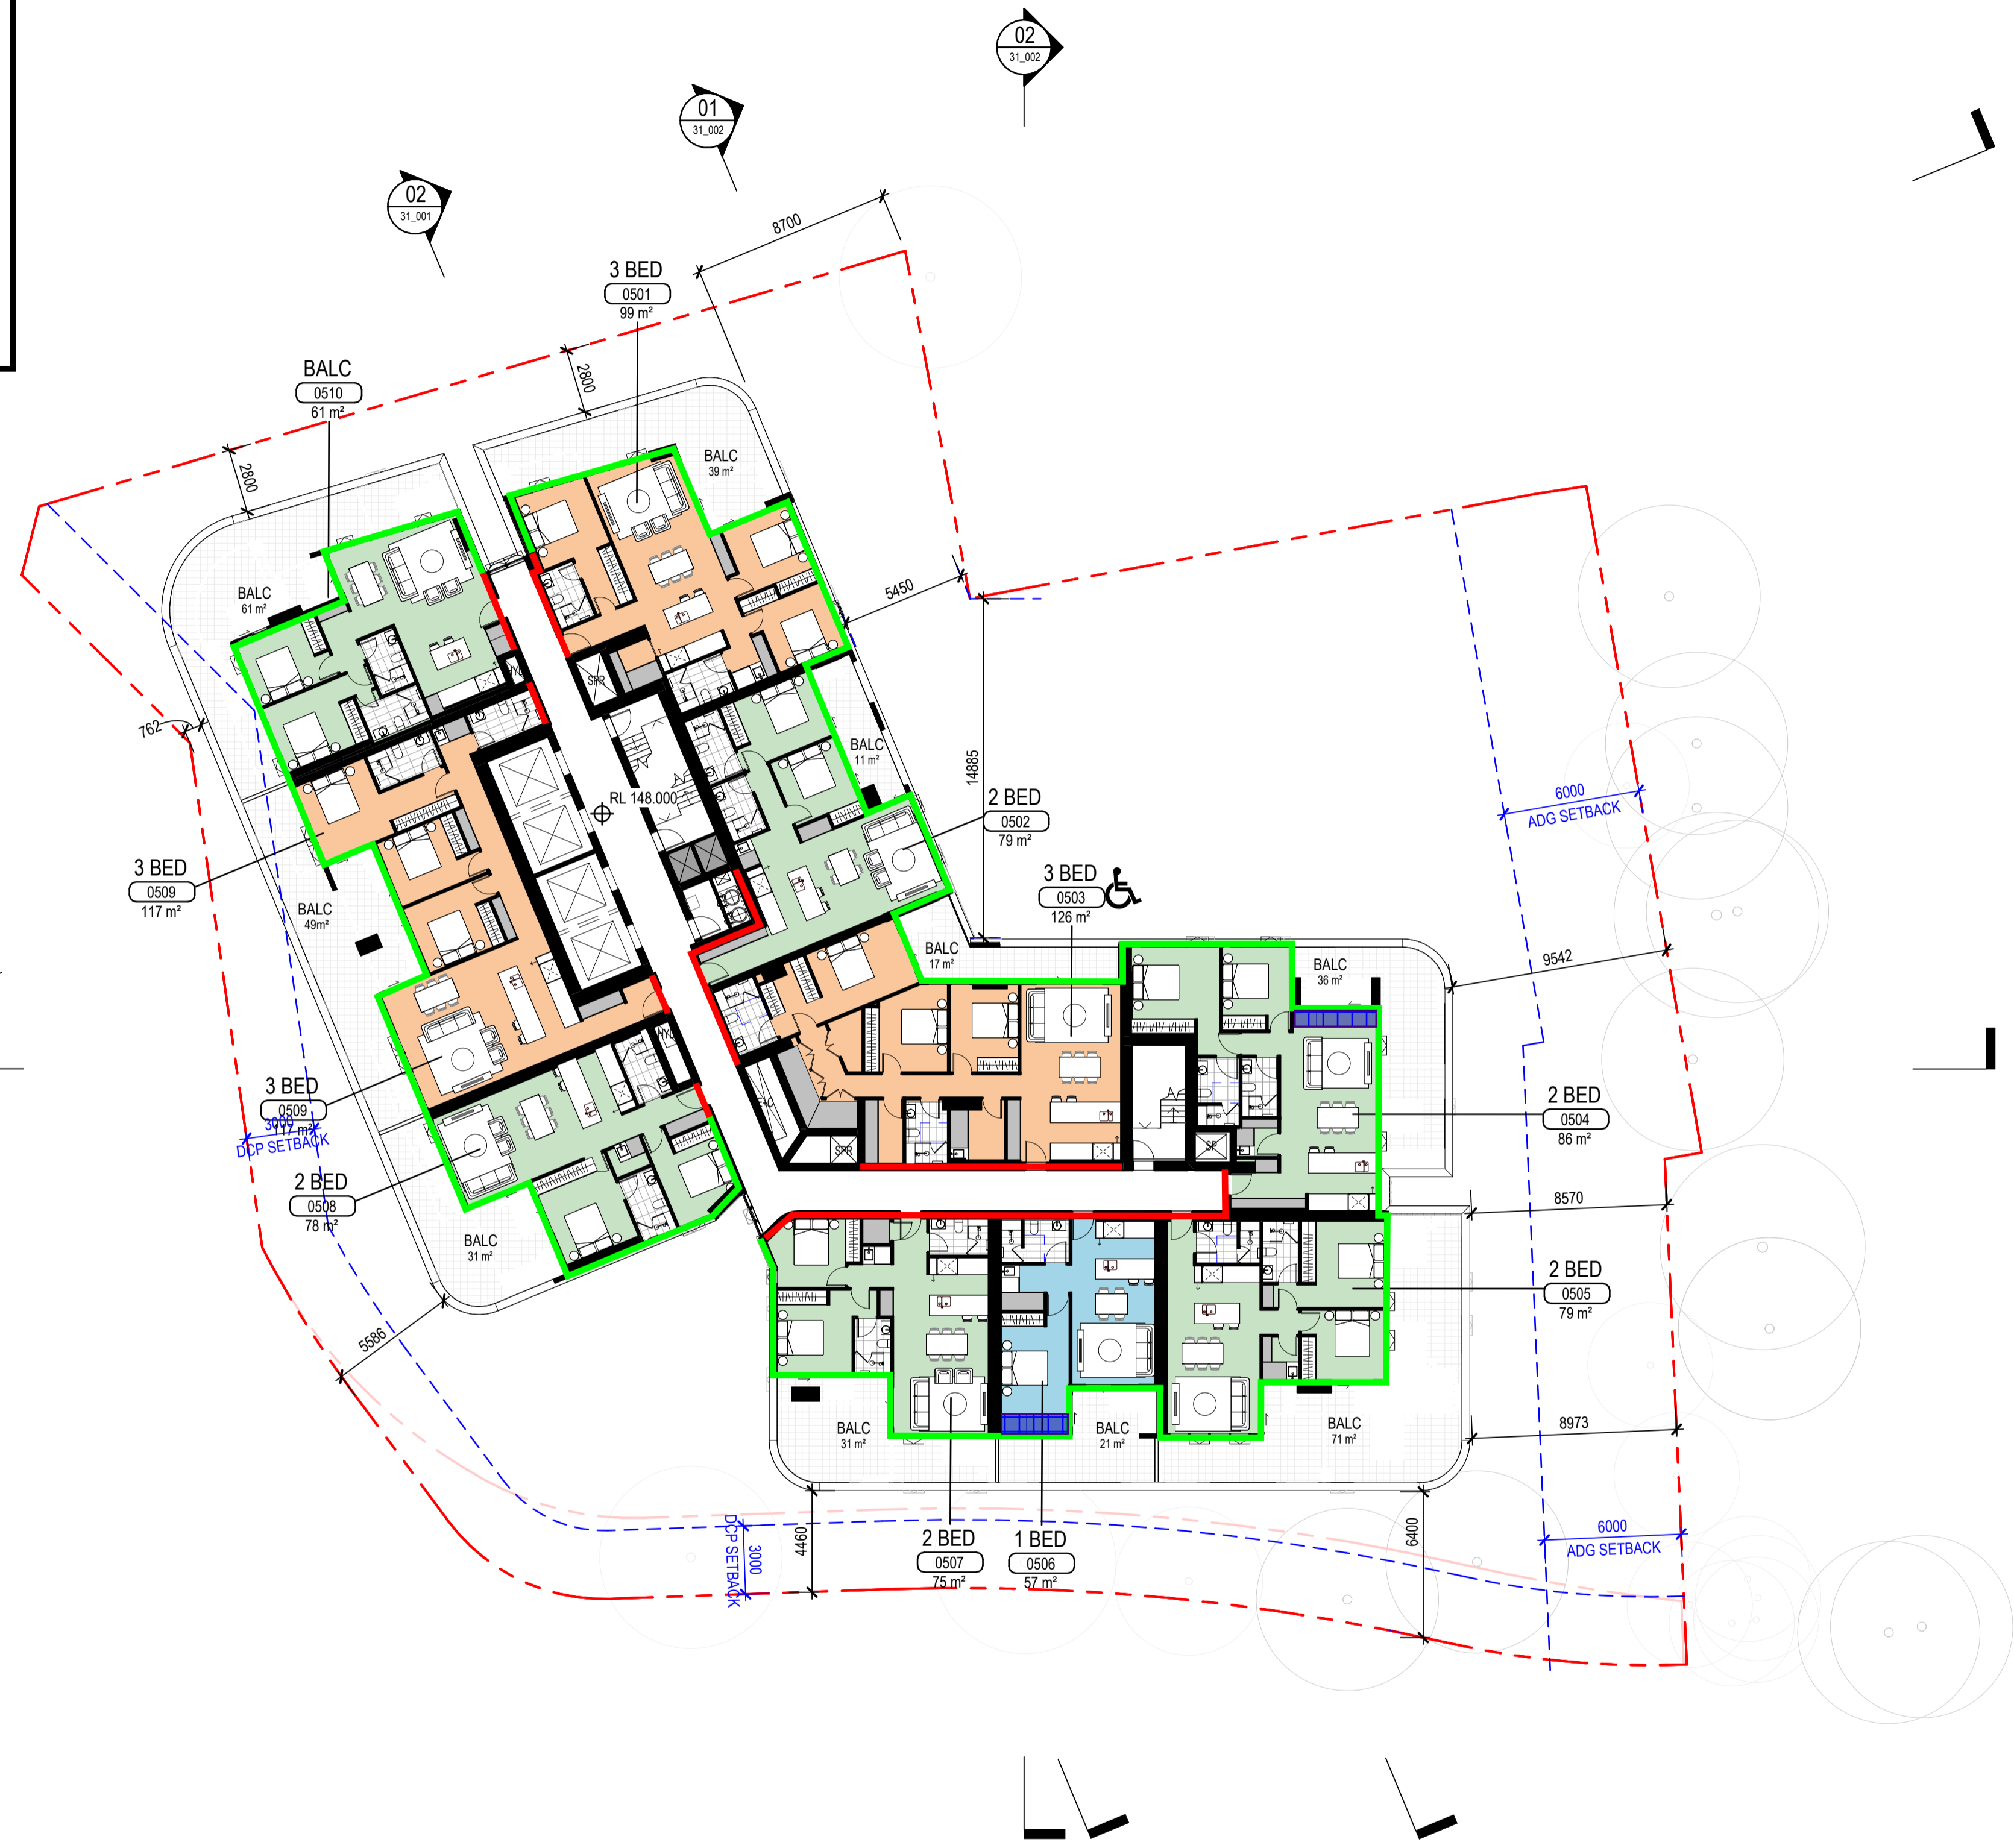 02
31_002
01
31_002
02
31_001
8700
3 BED
0501
99 m²
2800
BALC
0510
61 m²
2800
BALC
39 m²
BALC
61 m²
5450
SPR
762
BALC
11 m²
14885
RL 148.000
2 BED
0502
79 m²
6000
ADG SETBACK
3 BED
0509
117 m²
3 BED
0503
126 m²
BALC
49m²
BALC
17 m²
BALC
36 m²
9542
3 BED
0509
117 m²
3000
DCP SETBACK
2 BED
0504
86 m²
SPR
SP
2 BED
0508
78 m²
8570
BALC
31 m²
2 BED
0505
79 m²
5586
BALC
31 m²
BALC
21 m²
BALC
71 m²
8973
DCP SETBACK
3000
4460
2 BED
0507
75 m²
1 BED
0506
57 m²
6400
6000
ADG SETBACK